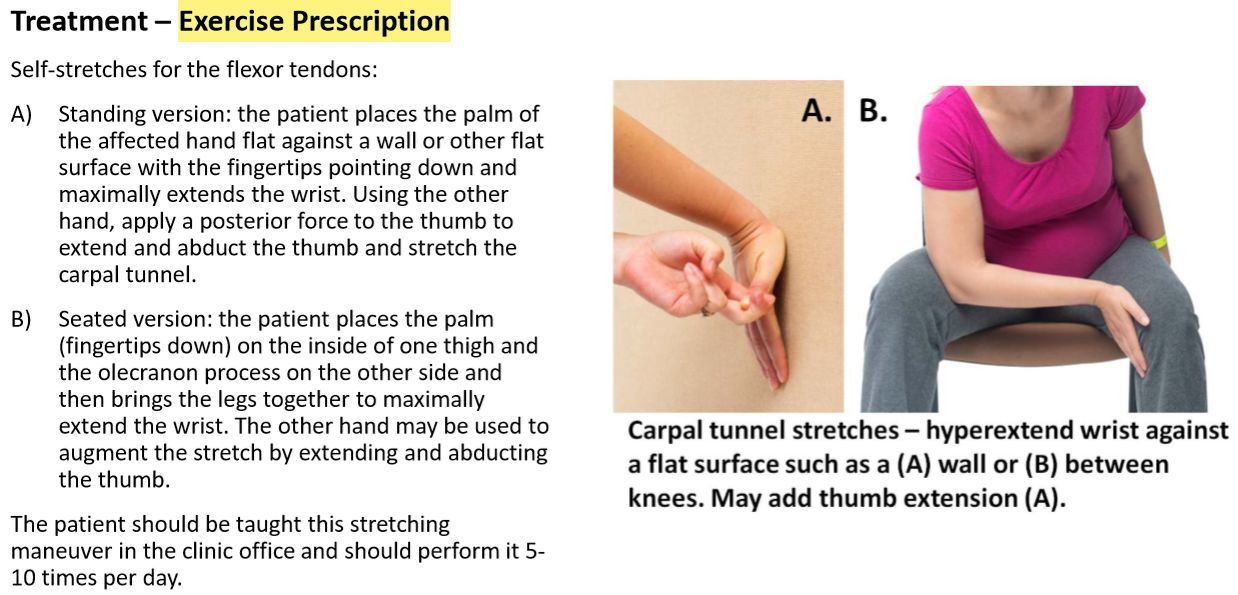 Treatment – Exercise Prescription
Self-stretches for the flexor tendons:
A) Standing version: the patient places the palm of
the affected hand flat against a wall or other flat
surface with the fingertips pointing down and
maximally extends the wrist. Using the other
hand, apply a posterior force to the thumb to
extend and abduct the thumb and stretch the
carpal tunnel.
B) Seated version: the patient places the palm
(fingertips down) on the inside of one thigh and
the olecranon process on the other side and
then brings the legs together to maximally
extend the wrist. The other hand may be used to
augment the stretch by extending and abducting
the thumb.
The patient should be taught this stretching
maneuver in the clinic office and should perform it 5-
10 times per day.
A. B.
Carpal tunnel stretches – hyperextend wrist against
a flat surface such as a (A) wall or (B) between
knees. May add thumb extension (A).